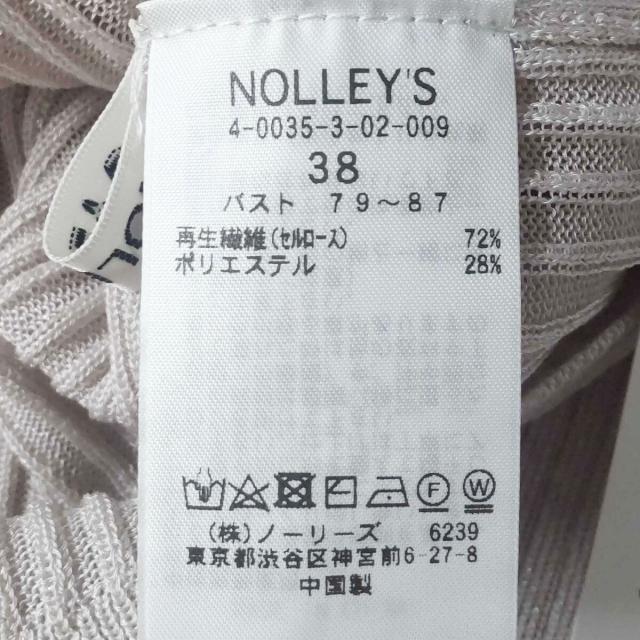 NOLLEY'S
4-0035-3-02-009
38
バスト 79〜87
再生繊維(セルロース) 72%
ポリエステル 28%
F W
(株)ノーリーズ 6239
東京都渋谷区神宮前6-27-8
中国製